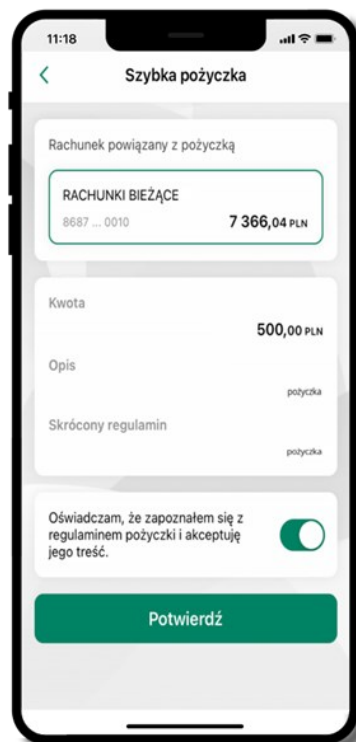 11:18
Szybka pożyczka
Rachunek powiązany z pożyczką
RACHUNKI BIEŻĄCE
8687 ... 0010 7 366,04 PLN
Kwota
500,00 PLN
Opis
pożyczka
Skrócony regulamin
pożyczka
Oświadczam, że zapoznałem się z
regulaminem pożyczki i akceptuję
jego treść.
Potwierdź